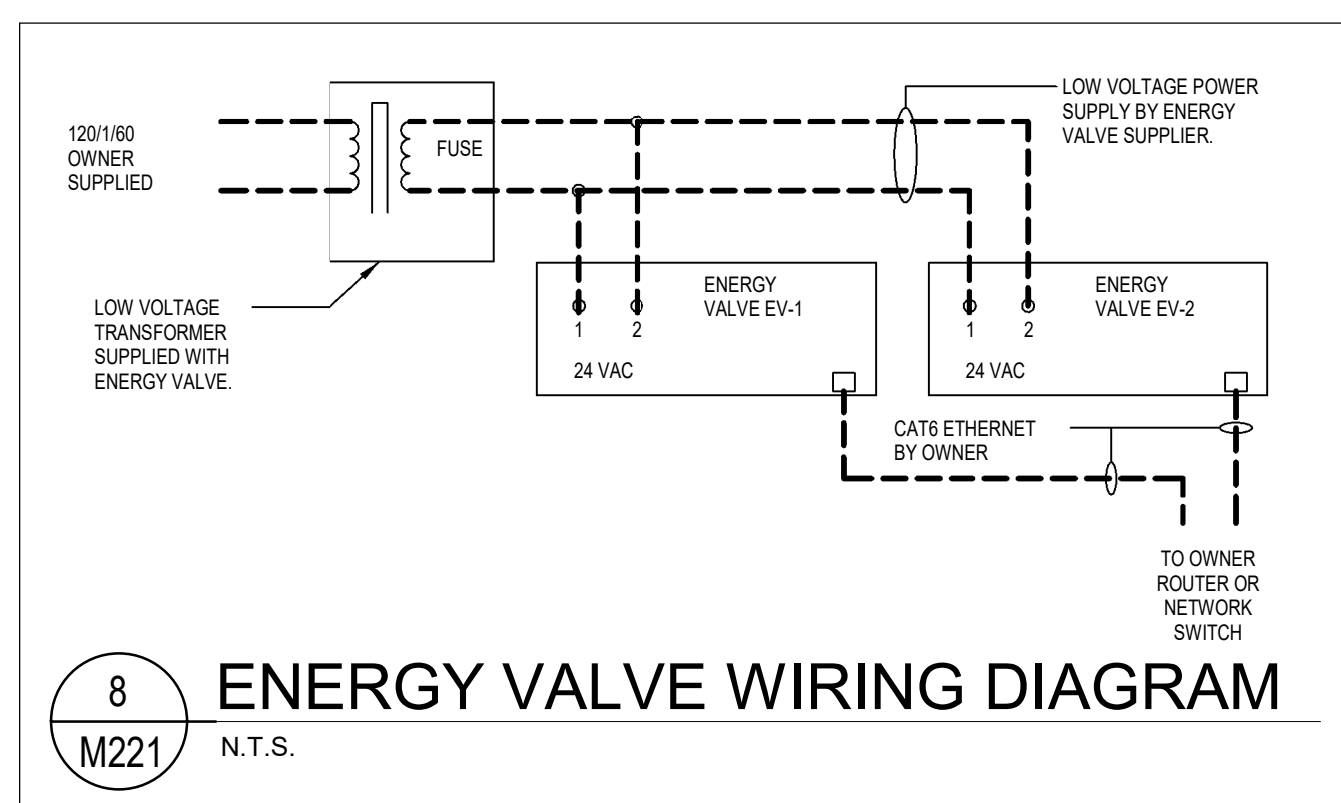 120/1/60
OWNER
SUPPLIED
FUSE
LOW VOLTAGE POWER
SUPPLY BY ENERGY
VALVE SUPPLIER.
LOW VOLTAGE
TRANSFORMER
SUPPLIED WITH
ENERGY VALVE.
ENERGY
VALVE EV-1
1 2
24 VAC
ENERGY
VALVE EV-2
1 2
24 VAC
CAT6 ETHERNET
BY OWNER
TO OWNER
ROUTER OR
NETWORK
SWITCH
8
M221
ENERGY VALVE WIRING DIAGRAM
N.T.S.